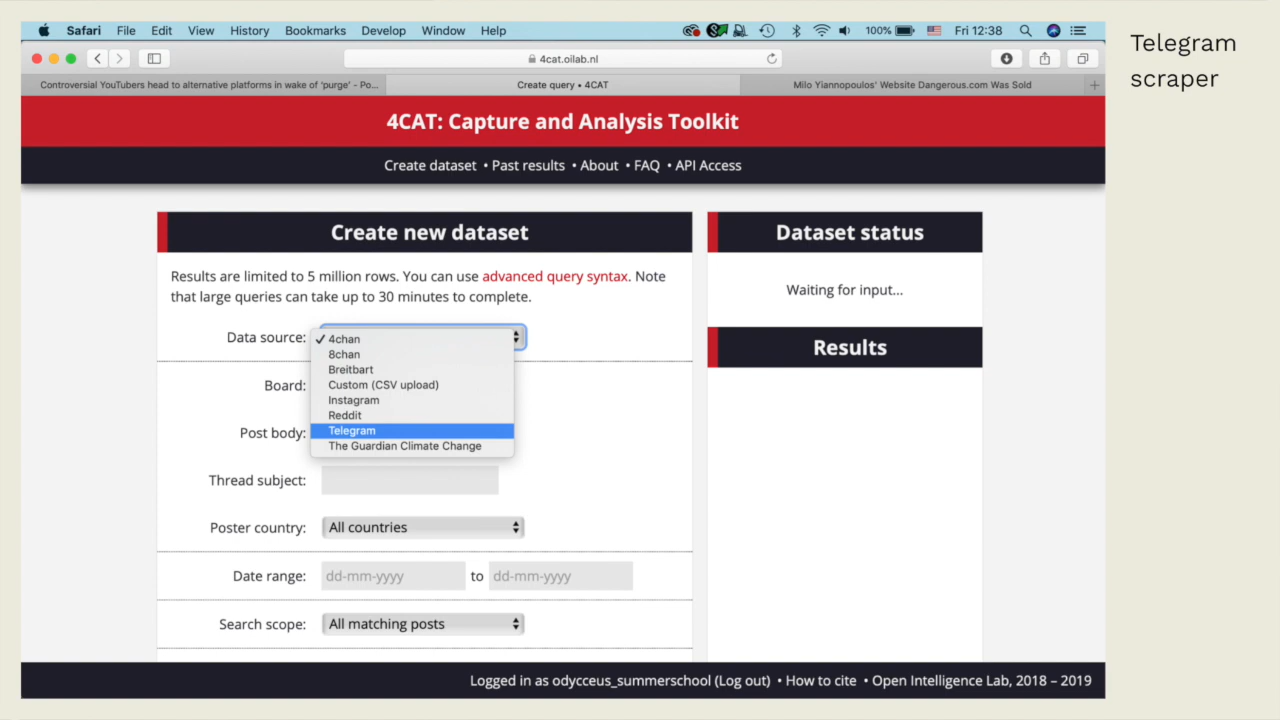 Safari File Edit View History Bookmarks Develop Window Help 100% Fri 12:38
Telegram
scraper
4cat.oilab.nl
Controversial YouTubers head to alternative platforms in wake of 'purge' - Po... Create query • 4CAT Milo Yiannopoulos' Website Dangerous.com Was Sold
4CAT: Capture and Analysis Toolkit
Create dataset • Past results • About • FAQ • API Access
Create new dataset
Results are limited to 5 million rows. You can use advanced query syntax. Note
that large queries can take up to 30 minutes to complete.
Data source:
4chan
8chan
Breitbart
Custom (CSV upload)
Instagram
Reddit
Telegram
The Guardian Climate Change
Board:
Post body:
Thread subject:
Poster country: All countries
Date range: dd-mm-yyyy to dd-mm-yyyy
Search scope: All matching posts
Dataset status
Waiting for input...
Results
Logged in as odycceus_summerschool (Log out) • How to cite • Open Intelligence Lab, 2018 – 2019